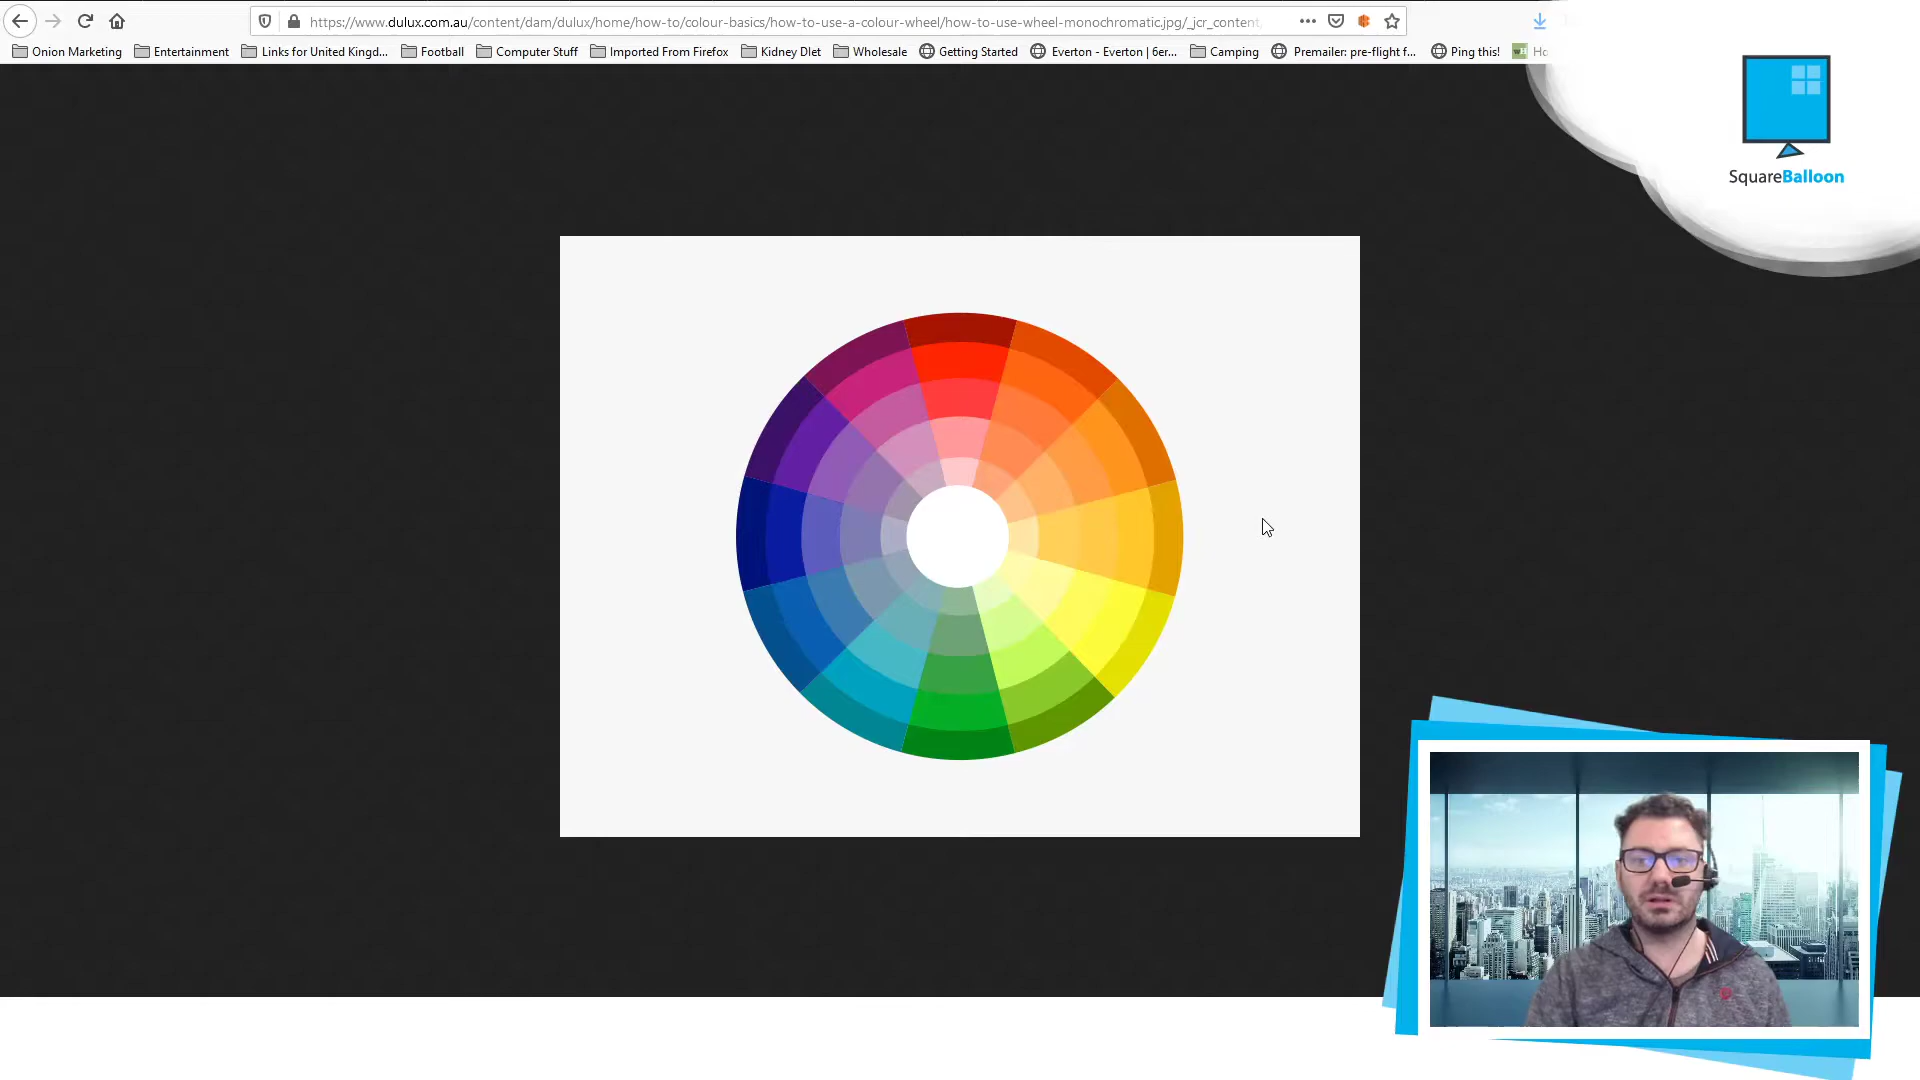 https://www.dulux.com.au/content/dam/dulux/home/how-to/colour-basics/how-to-use-a-colour-wheel/how-to-use-wheel-monochromatic.jpg/_jcr_content,
Onion Marketing
Entertainment
Links for United Kingd...
Football
Computer Stuff
Imported From Firefox
Kidney DIet
Wholesale
Getting Started
Everton - Everton | 6er...
Camping
Premailer: pre-flight f...
Ping this!
SquareBalloon